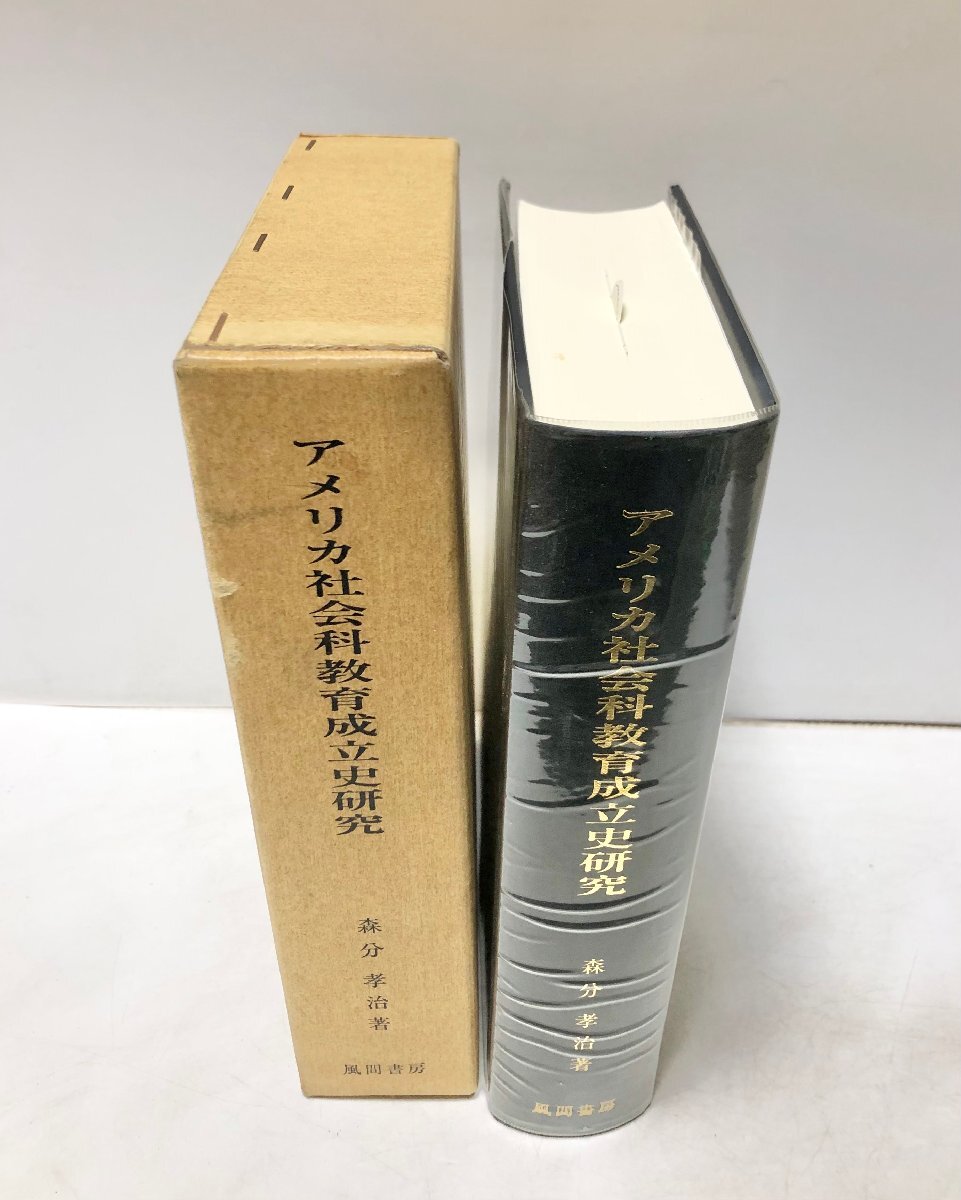 アメリカ社会科教育成立史研究
森分孝治著
風間書房
アメリカ社会科教育成立史研究
森分孝治著
風間書房